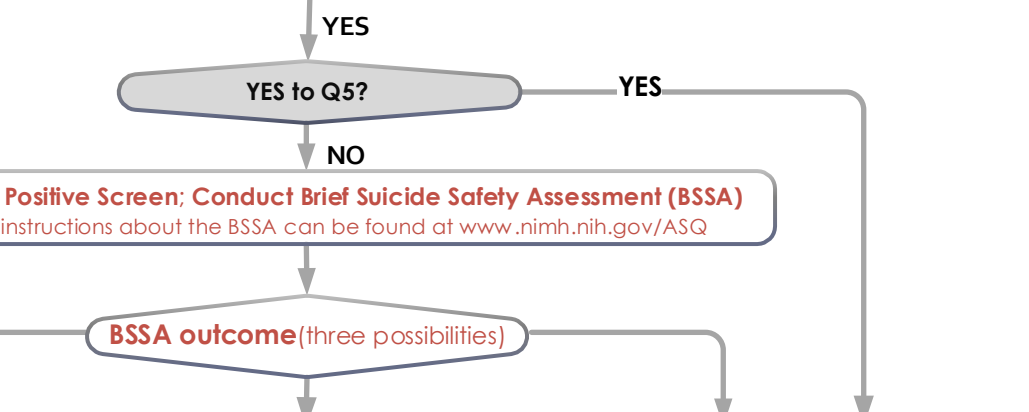 YES
YES to Q5?
YES
NO
Positive Screen; Conduct Brief Suicide Safety Assessment (BSSA)
instructions about the BSSA can be found at www.nimh.nih.gov/ASQ
BSSA outcome(three possibilities)